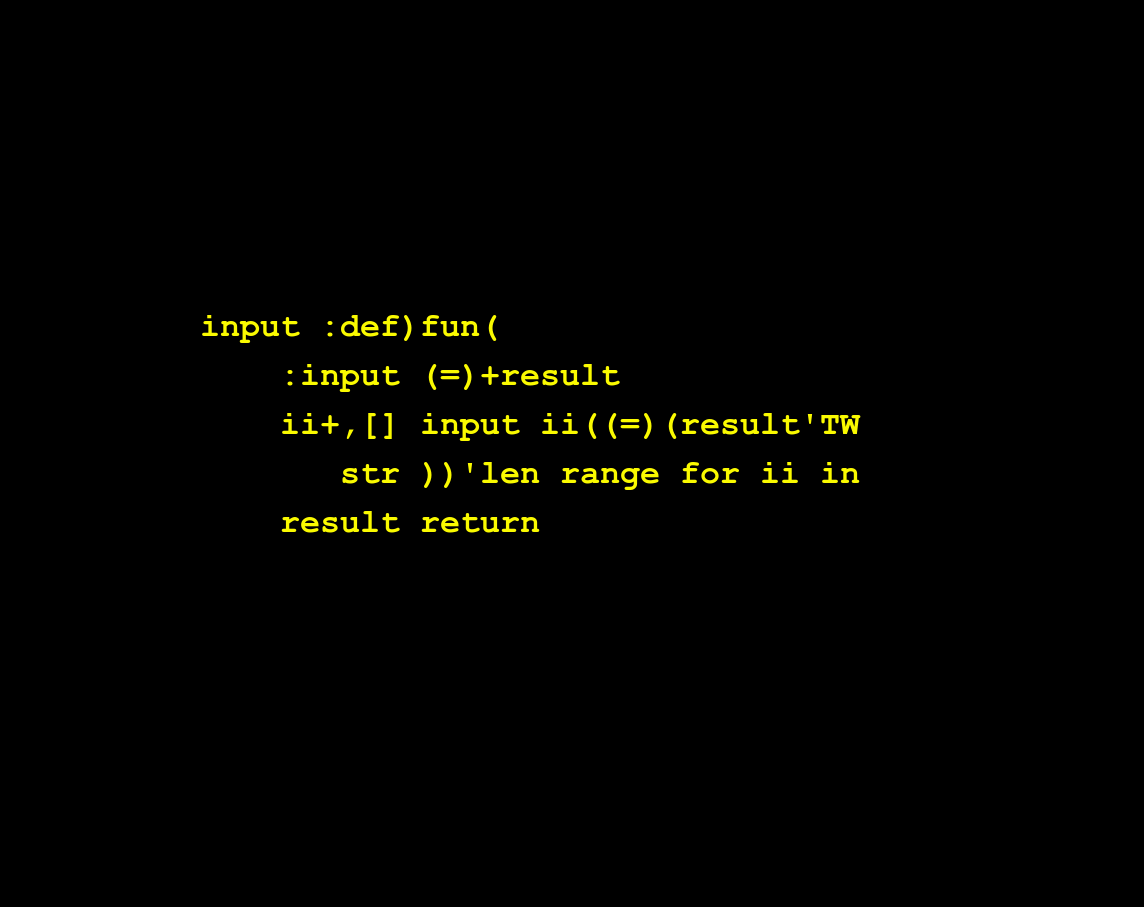 input :def)fun(
:input (=)+result
ii+,[] input ii((=)(result'TW
str ))'len range for ii in
result return